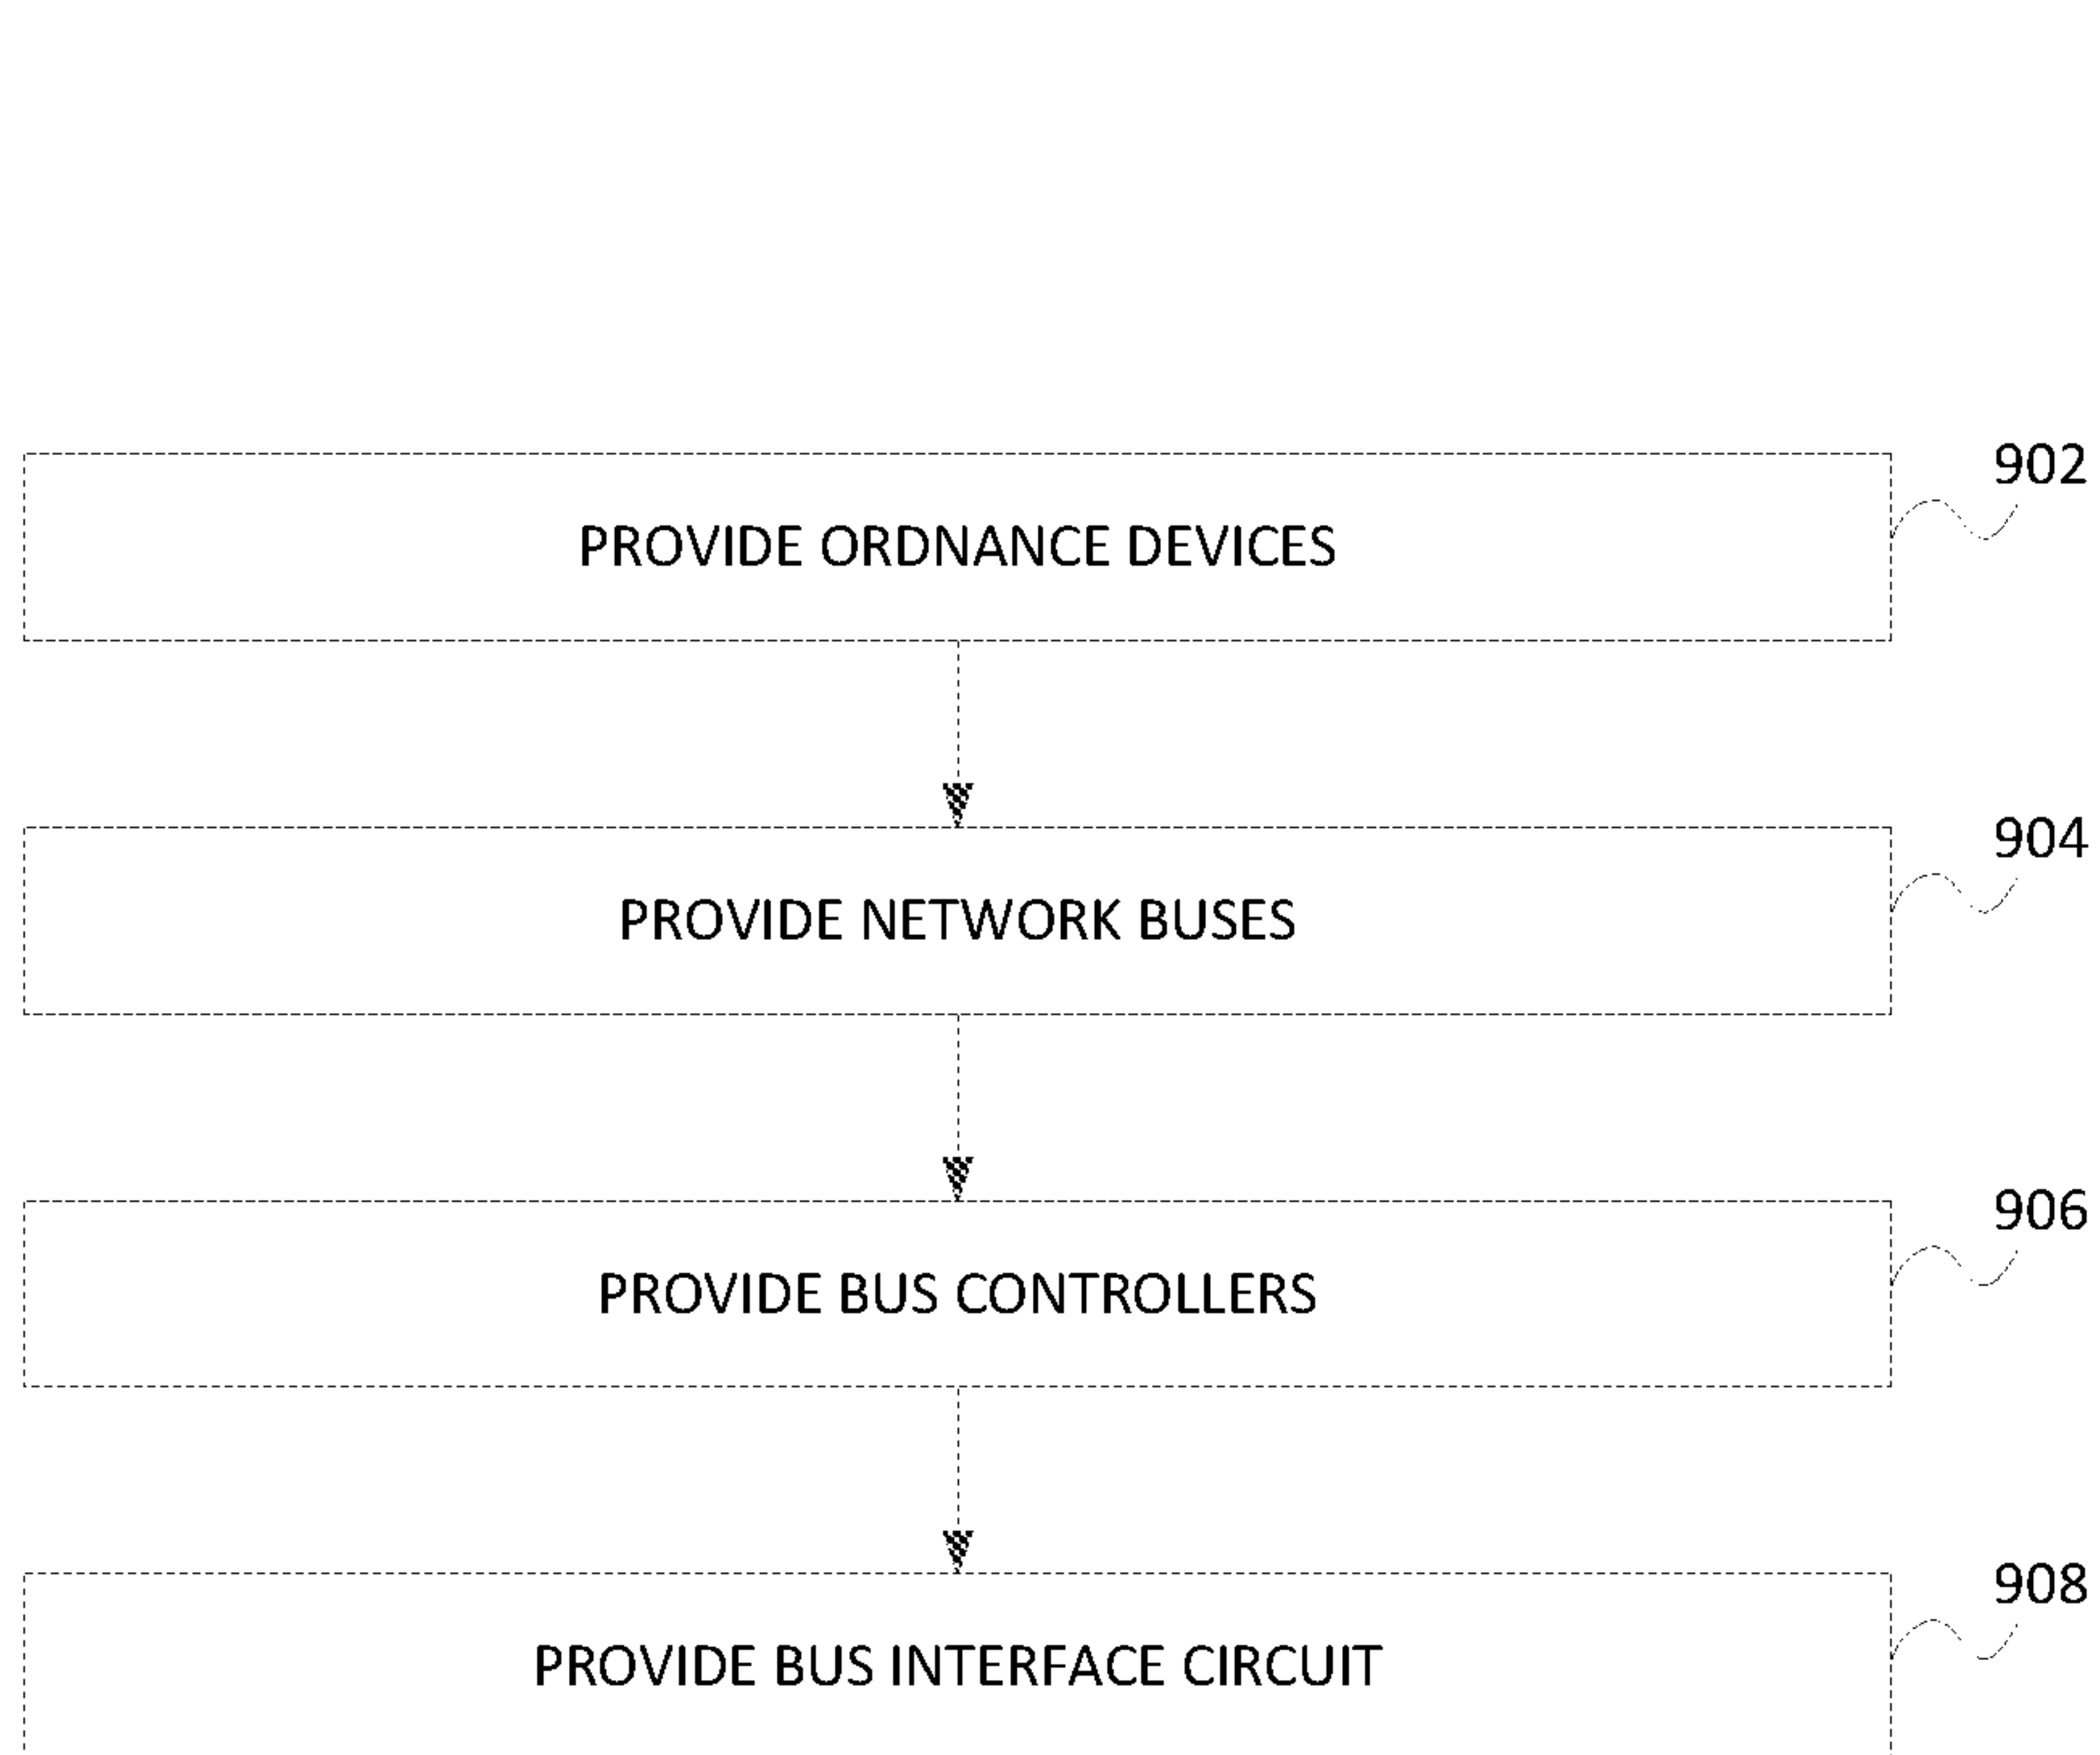 902
PROVIDE ORDNANCE DEVICES
904
PROVIDE NETWORK BUSES
906
PROVIDE BUS CONTROLLERS
908
PROVIDE BUS INTERFACE CIRCUIT